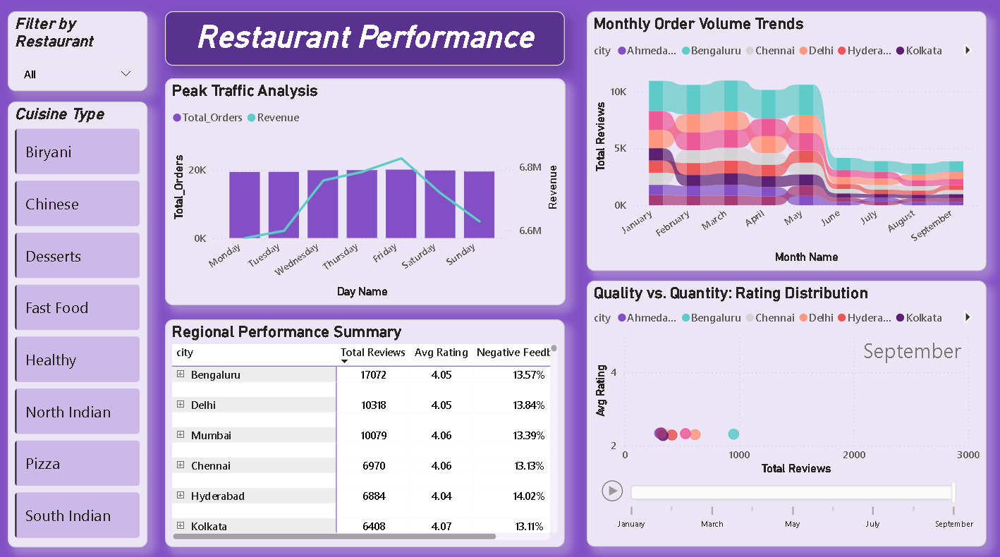 Filter by
Restaurant
All
Cuisine Type
Biryani
Chinese
Desserts
Fast Food
Healthy
North Indian
Pizza
South Indian
Restaurant Performance
Peak Traffic Analysis
Total_Orders Revenue
Total_Orders
20K
0K
6.8M
6.6M
Revenue
Monday Tuesday Wednesday Thursday Friday Saturday Sunday
Day Name
Regional Performance Summary
city Total Reviews Avg Rating Negative Feedb
Bengaluru 17072 4.05 13.57%
Delhi 10318 4.05 13.84%
Mumbai 10079 4.06 13.39%
Chennai 6970 4.06 13.13%
Hyderabad 6884 4.04 14.02%
Kolkata 6408 4.07 13.11%
Monthly Order Volume Trends
city Ahmeda... Bengaluru Chennai Delhi Hydera... Kolkata
Total Reviews
10K
5K
0K
January February March April May June July August September
Month Name
Quality vs. Quantity: Rating Distribution
city Ahmeda... Bengaluru Chennai Delhi Hydera... Kolkata
September
Avg Rating
4
2
0 1000 2000 3000
Total Reviews
January March May July September